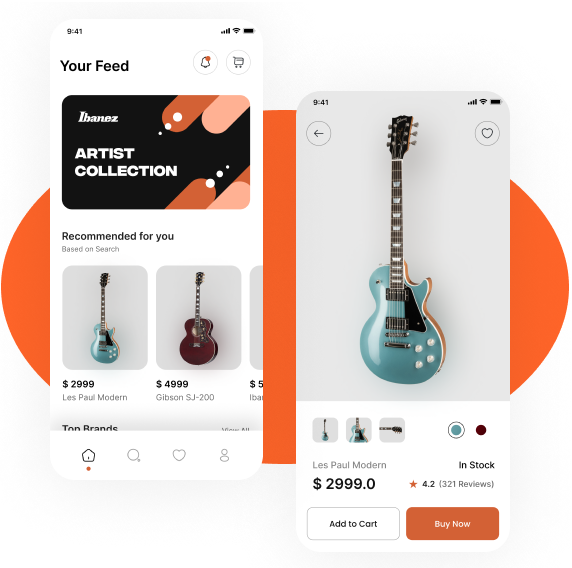 9:41
Your Feed
Ibanez
ARTIST
COLLECTION
Recommended for you
Based on Search
$ 2999
Les Paul Modern
$ 4999
Gibson SJ-200
$ 5
Top Brands
View All
9:41
Les Paul Modern
In Stock
$ 2999.0
4.2 (321 Reviews)
Add to Cart
Buy Now